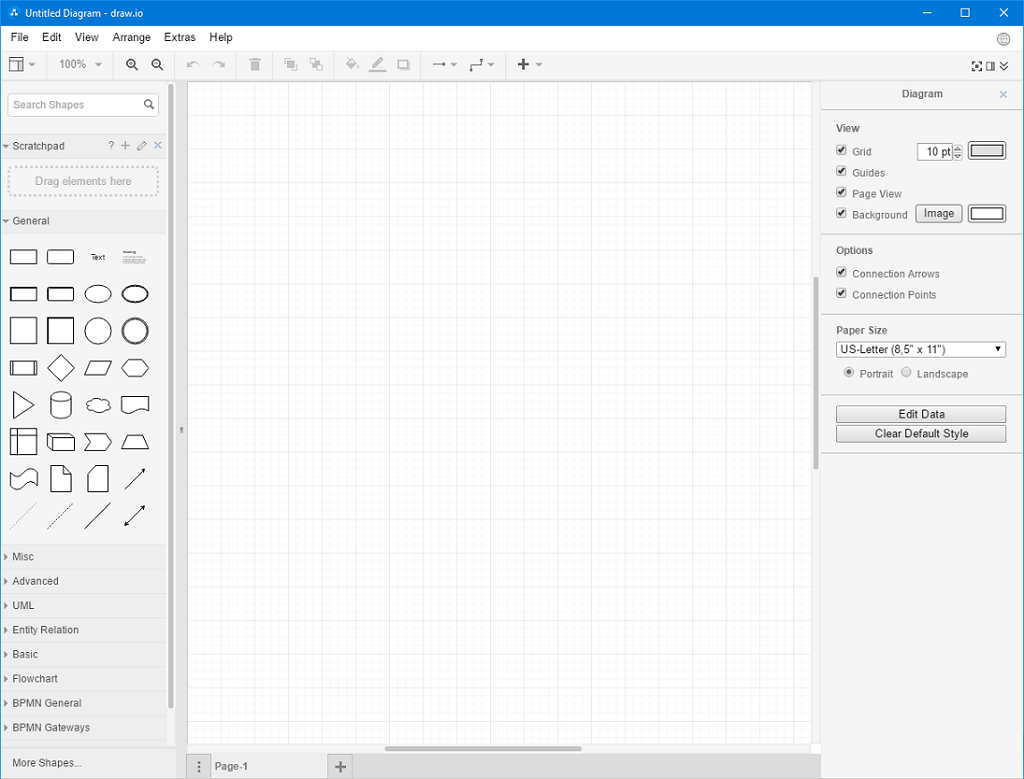 Untitled Diagram - draw.io
File Edit View Arrange Extras Help
100%
Search Shapes
Scratchpad ?
Drag elements here
General
Text
Heading
Misc
Advanced
UML
Entity Relation
Basic
Flowchart
BPMN General
BPMN Gateways
More Shapes...
Page-1
Diagram
View
Grid 10 pt
Guides
Page View
Background Image
Options
Connection Arrows
Connection Points
Paper Size
US-Letter (8,5" x 11")
Portrait Landscape
Edit Data
Clear Default Style